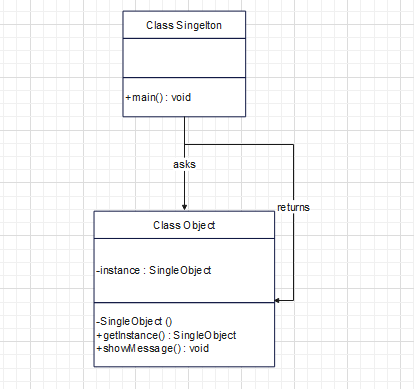 Class Singelton
+main() : void
asks
returns
Class Object
-instance : SingleObject
-SingleObject ()
+getInstance() : SingleObject
+showMessage() : void